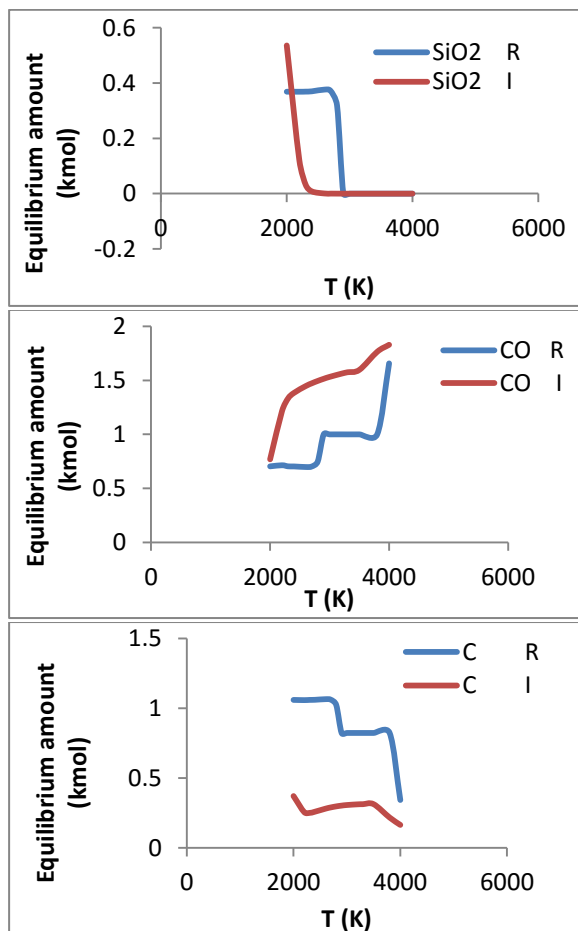 Equilibrium amount
(kmol)
0.6
0.4
0.2
0
-0.2
SiO2 R
SiO2 I
0 2000 4000 6000
T (K)
Equilibrium amount
(kmol)
2
1.5
1
0.5
0
CO R
CO I
0 2000 4000 6000
T (K)
Equilibrium amount
(kmol)
1.5
1
0.5
0
C R
C I
0 2000 4000 6000
T (K)